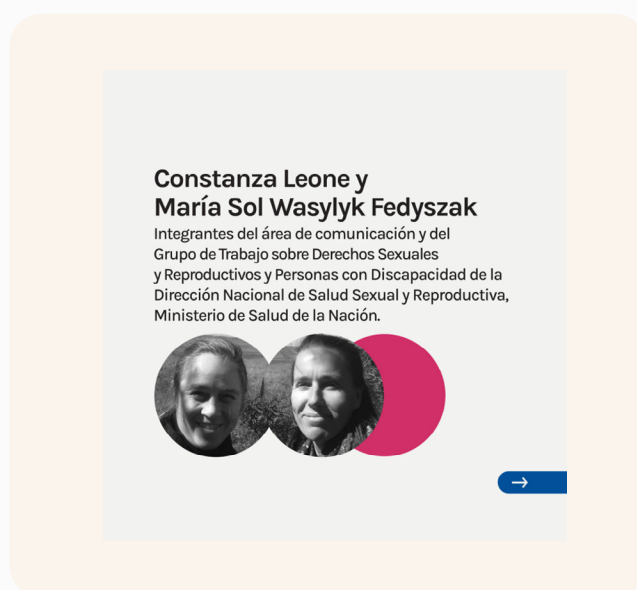 Constanza Leone y
María Sol Wasylyk Fedyszak
Integrantes del área de comunicación y del
Grupo de Trabajo sobre Derechos Sexuales
y Reproductivos y Personas con Discapacidad de la
Dirección Nacional de Salud Sexual y Reproductiva,
Ministerio de Salud de la Nación.